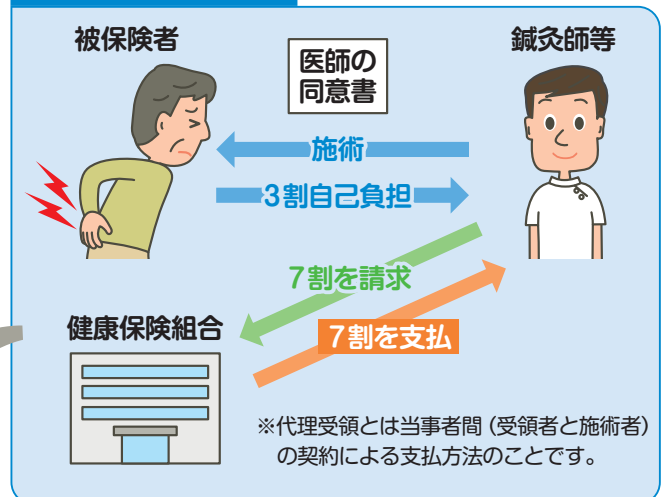 被保険者
医師の
同意書
鍼灸師等
施術
3割自己負担
7割を請求
7割を支払
健康保険組合
※代理受領とは当事者間(受領者と施術者)
の契約による支払方法のことです。